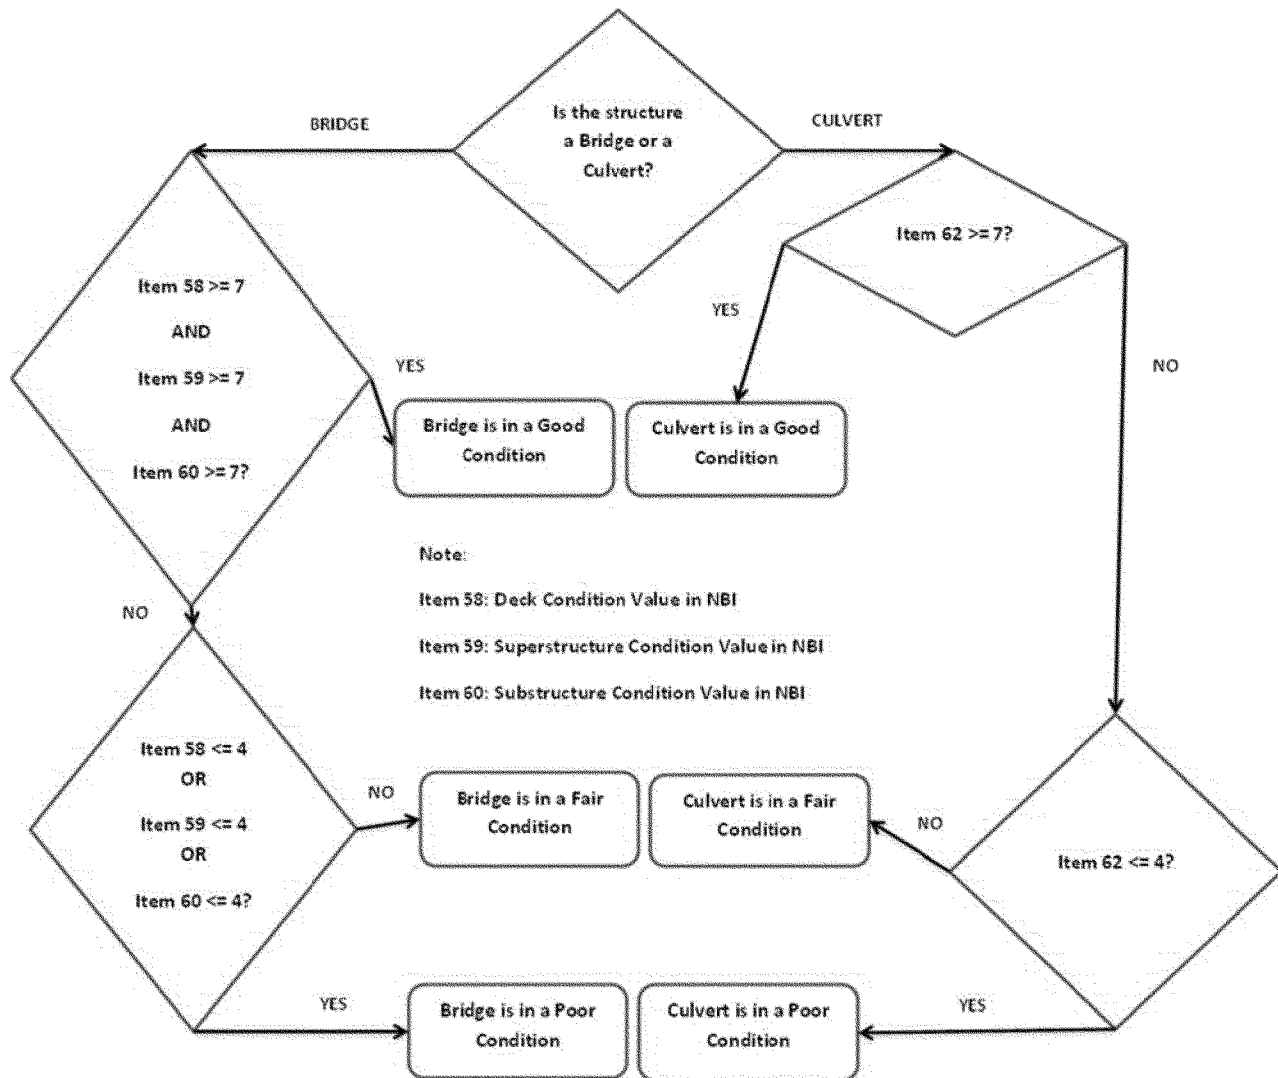 Is the structure
a Bridge or a
Culvert?
BRIDGE
CULVERT
Item 62 >= 7?
Item 58 >= 7
AND
Item 59 >= 7
AND
Item 60 >= 7?
YES
YES
NO
Bridge is in a Good
Condition
Culvert is in a Good
Condition
Note:
Item 58: Deck Condition Value in NBI
Item 59: Superstructure Condition Value in NBI
Item 60: Substructure Condition Value in NBI
NO
Item 58 <= 4
OR
Item 59 <= 4
OR
Item 60 <= 4?
NO
Bridge is in a Fair
Condition
Culvert is in a Fair
Condition
NO
Item 62 <= 4?
YES
Bridge is in a Poor
Condition
Culvert is in a Poor
Condition
YES